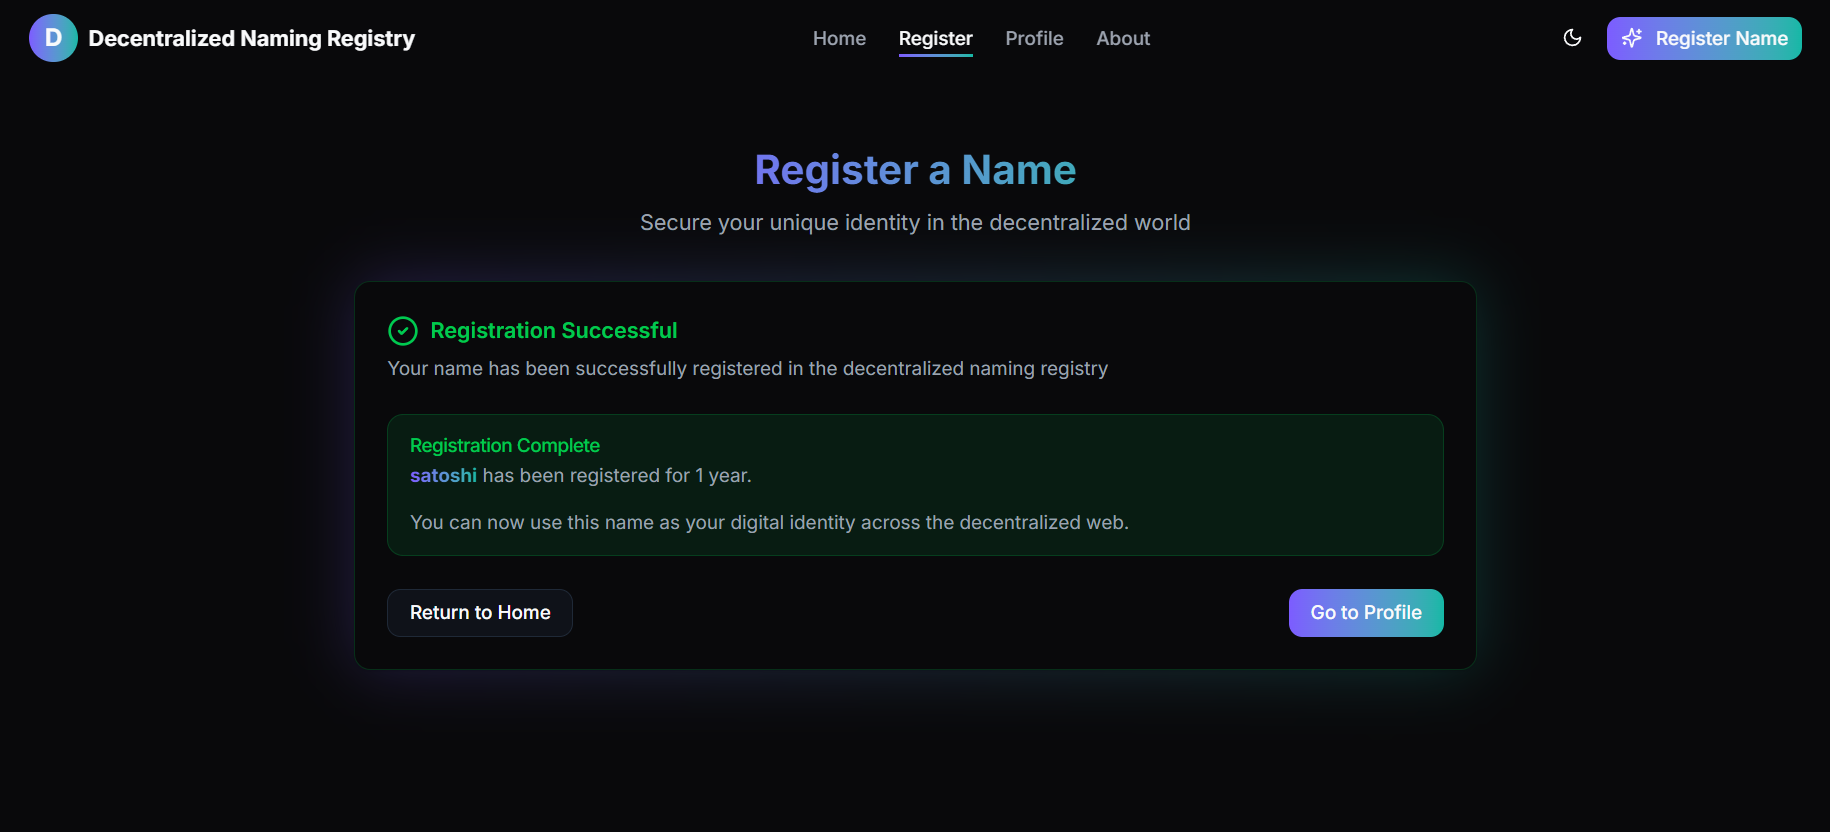 D
Decentralized Naming Registry
Home
Register
Profile
About
Register Name
Register a Name
Secure your unique identity in the decentralized world
Registration Successful
Your name has been successfully registered in the decentralized naming registry
Registration Complete
satoshi has been registered for 1 year.
You can now use this name as your digital identity across the decentralized web.
Return to Home
Go to Profile